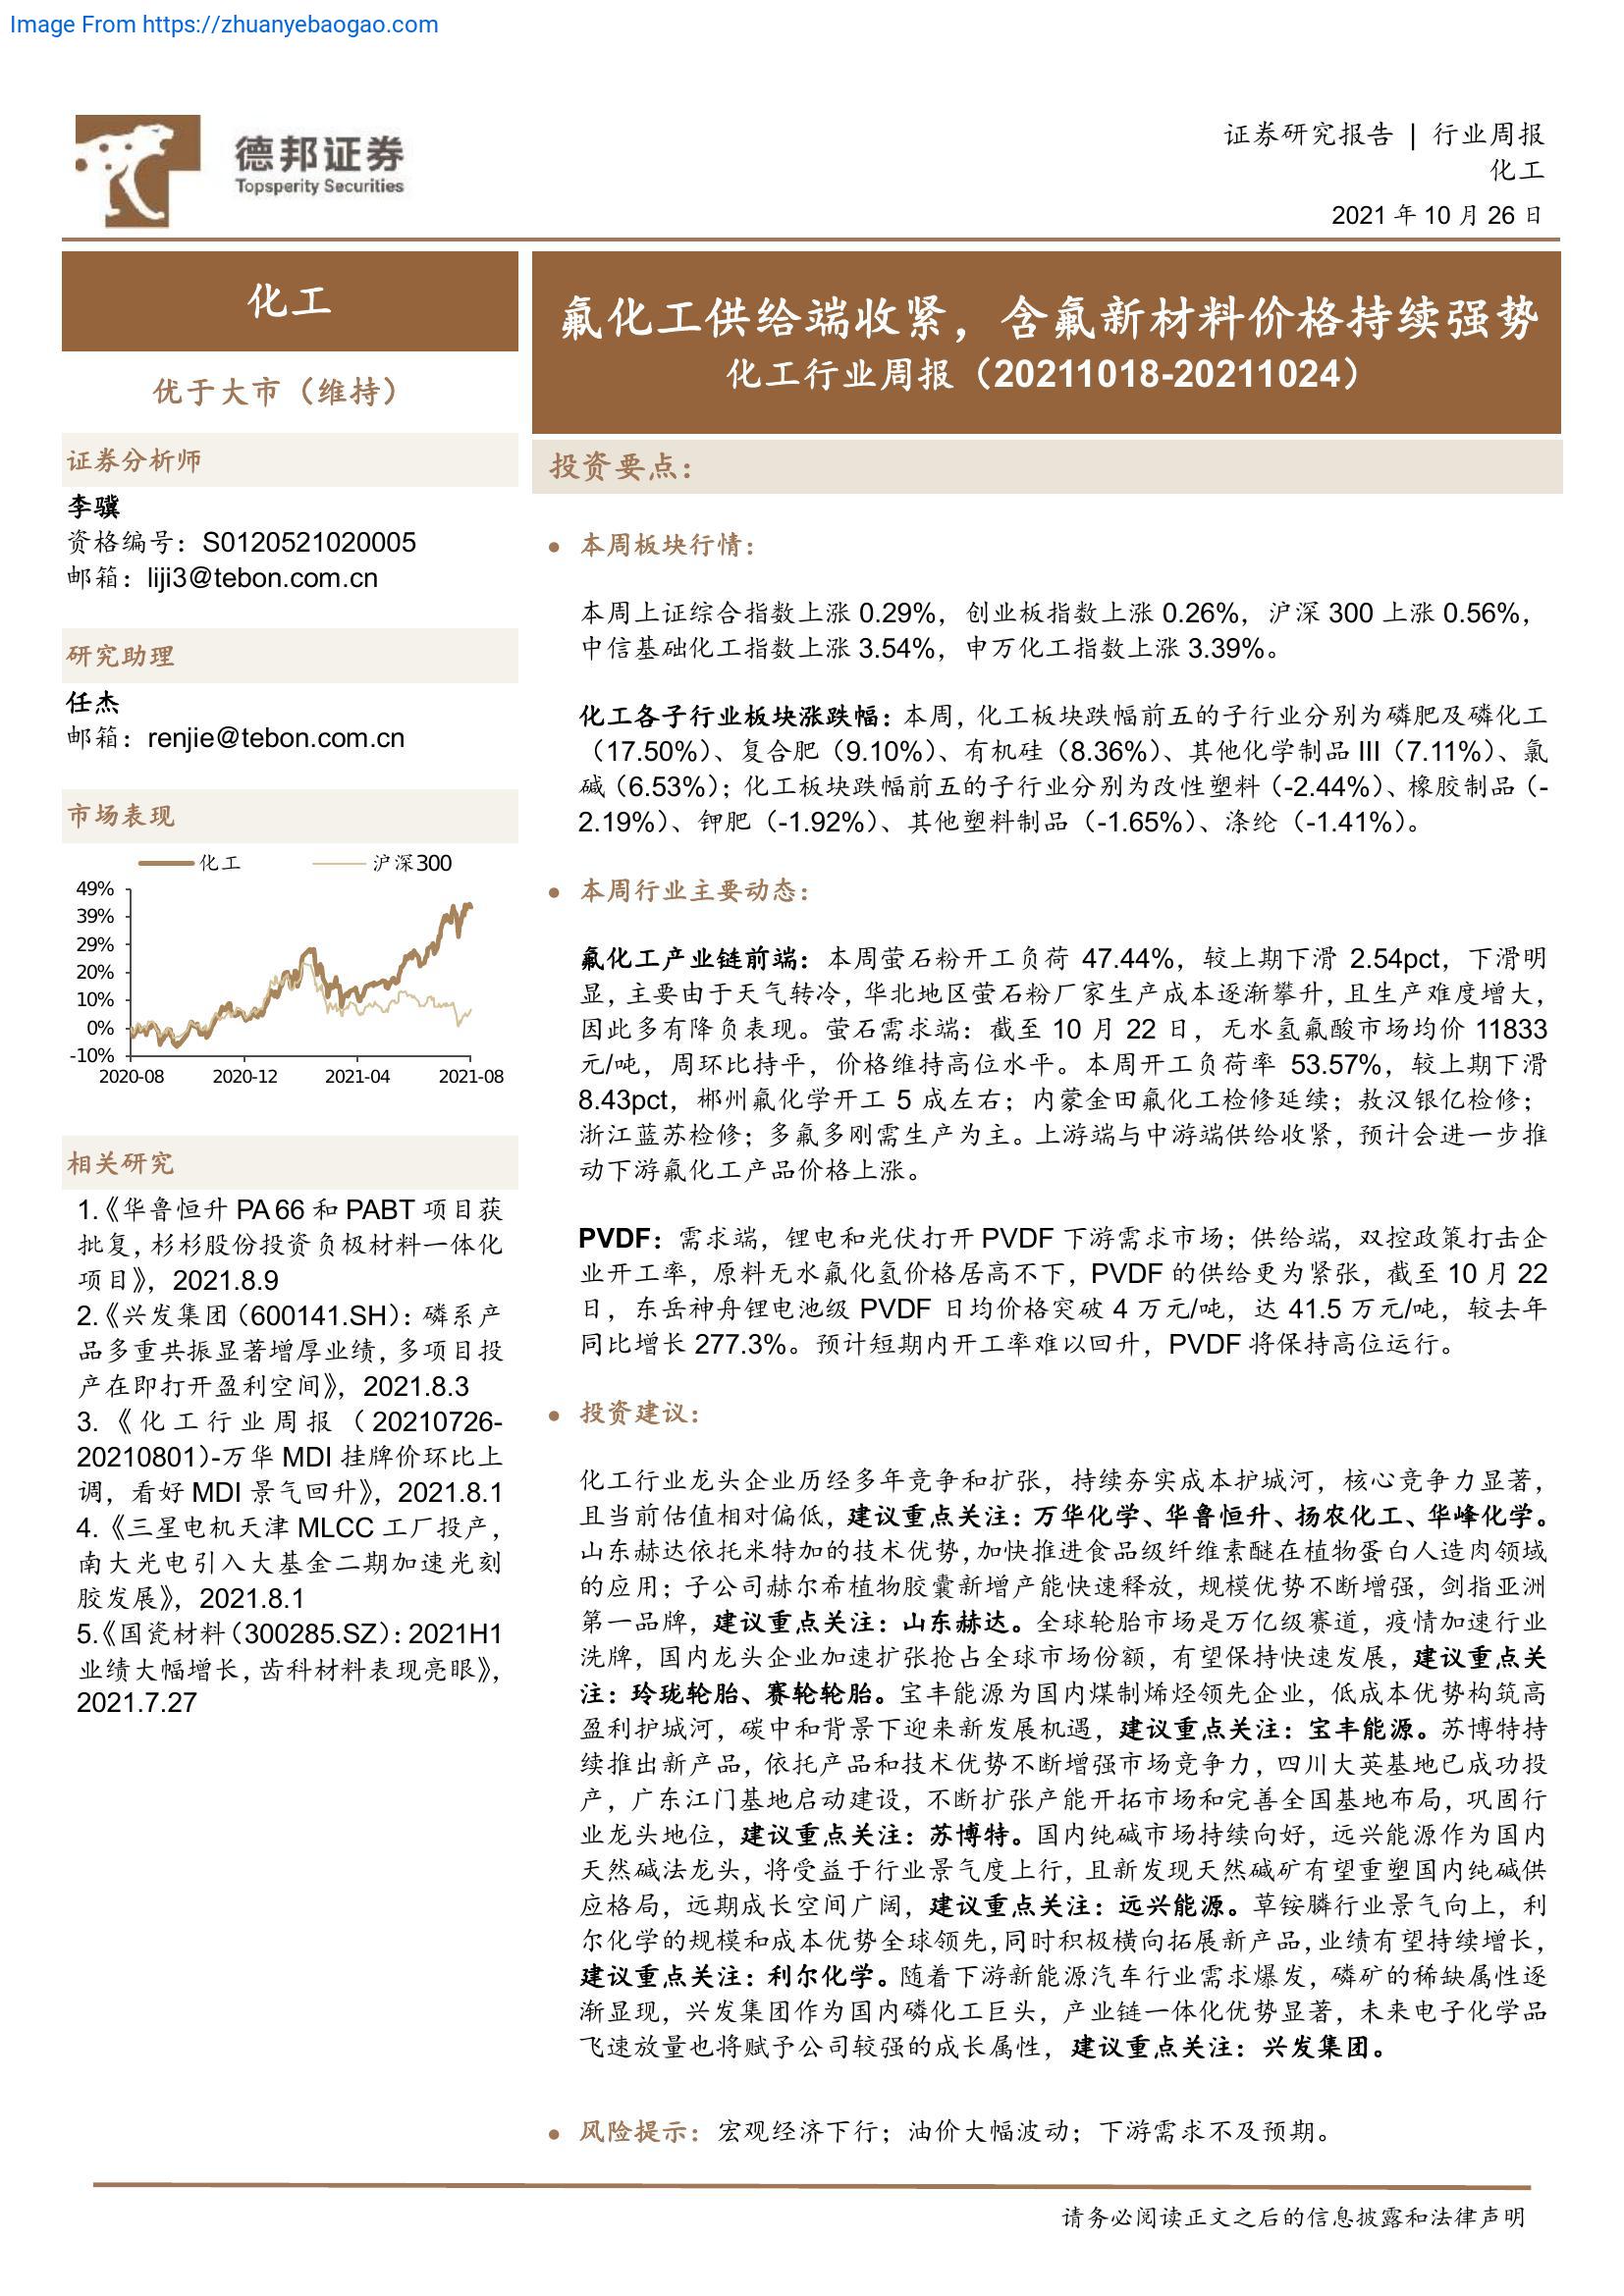 Image From https://zhuanyebaogao.com
德邦证券
Topsperity Securities
证券研究报告 | 行业周报
化工
2021 年 10 月 26 日
化工
优于大市（维持）
证券分析师
李骥
资格编号：S0120521020005
邮箱：liji3@tebon.com.cn
研究助理
任杰
邮箱：renjie@tebon.com.cn
市场表现
化工 沪深300
49%
39%
29%
20%
10%
0%
-10%
2020-08 2020-12 2021-04 2021-08
相关研究
1.《华鲁恒升 PA66 和 PABT 项目获
批复，杉杉股份投资负极材料一体化
项目》，2021.8.9
2.《兴发集团（600141.SH）：磷系产
品多重共振显著增厚业绩，多项目投
产在即打开盈利空间》，2021.8.3
3.《化工行业周报（20210726-
20210801）-万华 MDI 挂牌价环比上
调，看好 MDI 景气回升》，2021.8.1
4.《三星电机天津 MLCC 工厂投产，
南大光电引入大基金二期加速光刻
胶发展》，2021.8.1
5.《国瓷材料（300285.SZ）：2021H1
业绩大幅增长，齿科材料表现亮眼》，
2021.7.27
氟化工供给端收紧，含氟新材料价格持续强势
化工行业周报（20211018-20211024）
投资要点：
● 本周板块行情：
本周上证综合指数上涨 0.29%，创业板指数上涨 0.26%，沪深 300 上涨 0.56%，
中信基础化工指数上涨 3.54%，申万化工指数上涨 3.39%。
化工各子行业板块涨跌幅：本周，化工板块跌幅前五的子行业分别为磷肥及磷化工
（17.50%）、复合肥（9.10%）、有机硅（8.36%）、其他化学制品 III（7.11%）、氯
碱（6.53%）；化工板块跌幅前五的子行业分别为改性塑料（-2.44%）、橡胶制品（-
2.19%）、钾肥（-1.92%）、其他塑料制品（-1.65%）、涤纶（-1.41%）。
● 本周行业主要动态：
氟化工产业链前端：本周萤石粉开工负荷 47.44%，较上期下滑 2.54pct，下滑明
显，主要由于天气转冷，华北地区萤石粉厂家生产成本逐渐攀升，且生产难度增大，
因此多有降负表现。萤石需求端：截至 10 月 22 日，无水氢氟酸市场均价 11833
元/吨，周环比持平，价格维持高位水平。本周开工负荷率 53.57%，较上期下滑
8.43pct，郴州氟化学开工 5 成左右；内蒙金田氟化工检修延续；敖汉银亿检修；
浙江蓝苏检修；多氟多刚需生产为主。上游端与中游端供给收紧，预计会进一步推
动下游氟化工产品价格上涨。
PVDF：需求端，锂电和光伏打开 PVDF 下游需求市场；供给端，双控政策打击企
业开工率，原料无水氟化氢价格居高不下，PVDF 的供给更为紧张，截至 10 月 22
日，东岳神舟锂电池级 PVDF 日均价格突破 4 万元/吨，达 41.5 万元/吨，较去年
同比增长 277.3%。预计短期内开工率难以回升，PVDF 将保持高位运行。
● 投资建议：
化工行业龙头企业历经多年竞争和扩张，持续夯实成本护城河，核心竞争力显著，
且当前估值相对偏低，建议重点关注：万华化学、华鲁恒升、扬农化工、华峰化学。
山东赫达依托米特加的技术优势，加快推进食品级纤维素醚在植物蛋白人造肉领域
的应用；子公司赫尔希植物胶囊新增产能快速释放，规模优势不断增强，剑指亚洲
第一品牌，建议重点关注：山东赫达。全球轮胎市场是万亿级赛道，疫情加速行业
洗牌，国内龙头企业加速扩张抢占全球市场份额，有望保持快速发展，建议重点关
注：玲珑轮胎、赛轮轮胎。宝丰能源为国内煤制烯烃领先企业，低成本优势构筑高
盈利护城河，碳中和背景下迎来新发展机遇，建议重点关注：宝丰能源。苏博特持
续推出新产品，依托产品和技术优势不断增强市场竞争力，四川大英基地已成功投
产，广东江门基地启动建设，不断扩张产能开拓市场和完善全国基地布局，巩固行
业龙头地位，建议重点关注：苏博特。国内纯碱市场持续向好，远兴能源作为国内
天然碱法龙头，将受益于行业景气度上行，且新发现天然碱矿有望重塑国内纯碱供
应格局，远期成长空间广阔，建议重点关注：远兴能源。草铵膦行业景气向上，利
尔化学的规模和成本优势全球领先，同时积极横向拓展新产品，业绩有望持续增长，
建议重点关注：利尔化学。随着下游新能源汽车行业需求爆发，磷矿的稀缺属性逐
渐显现，兴发集团作为国内磷化工巨头，产业链一体化优势显著，未来电子化学品
飞速放量也将赋予公司较强的成长属性，建议重点关注：兴发集团。
● 风险提示：宏观经济下行；油价大幅波动；下游需求不及预期。
请务必阅读正文之后的信息披露和法律声明